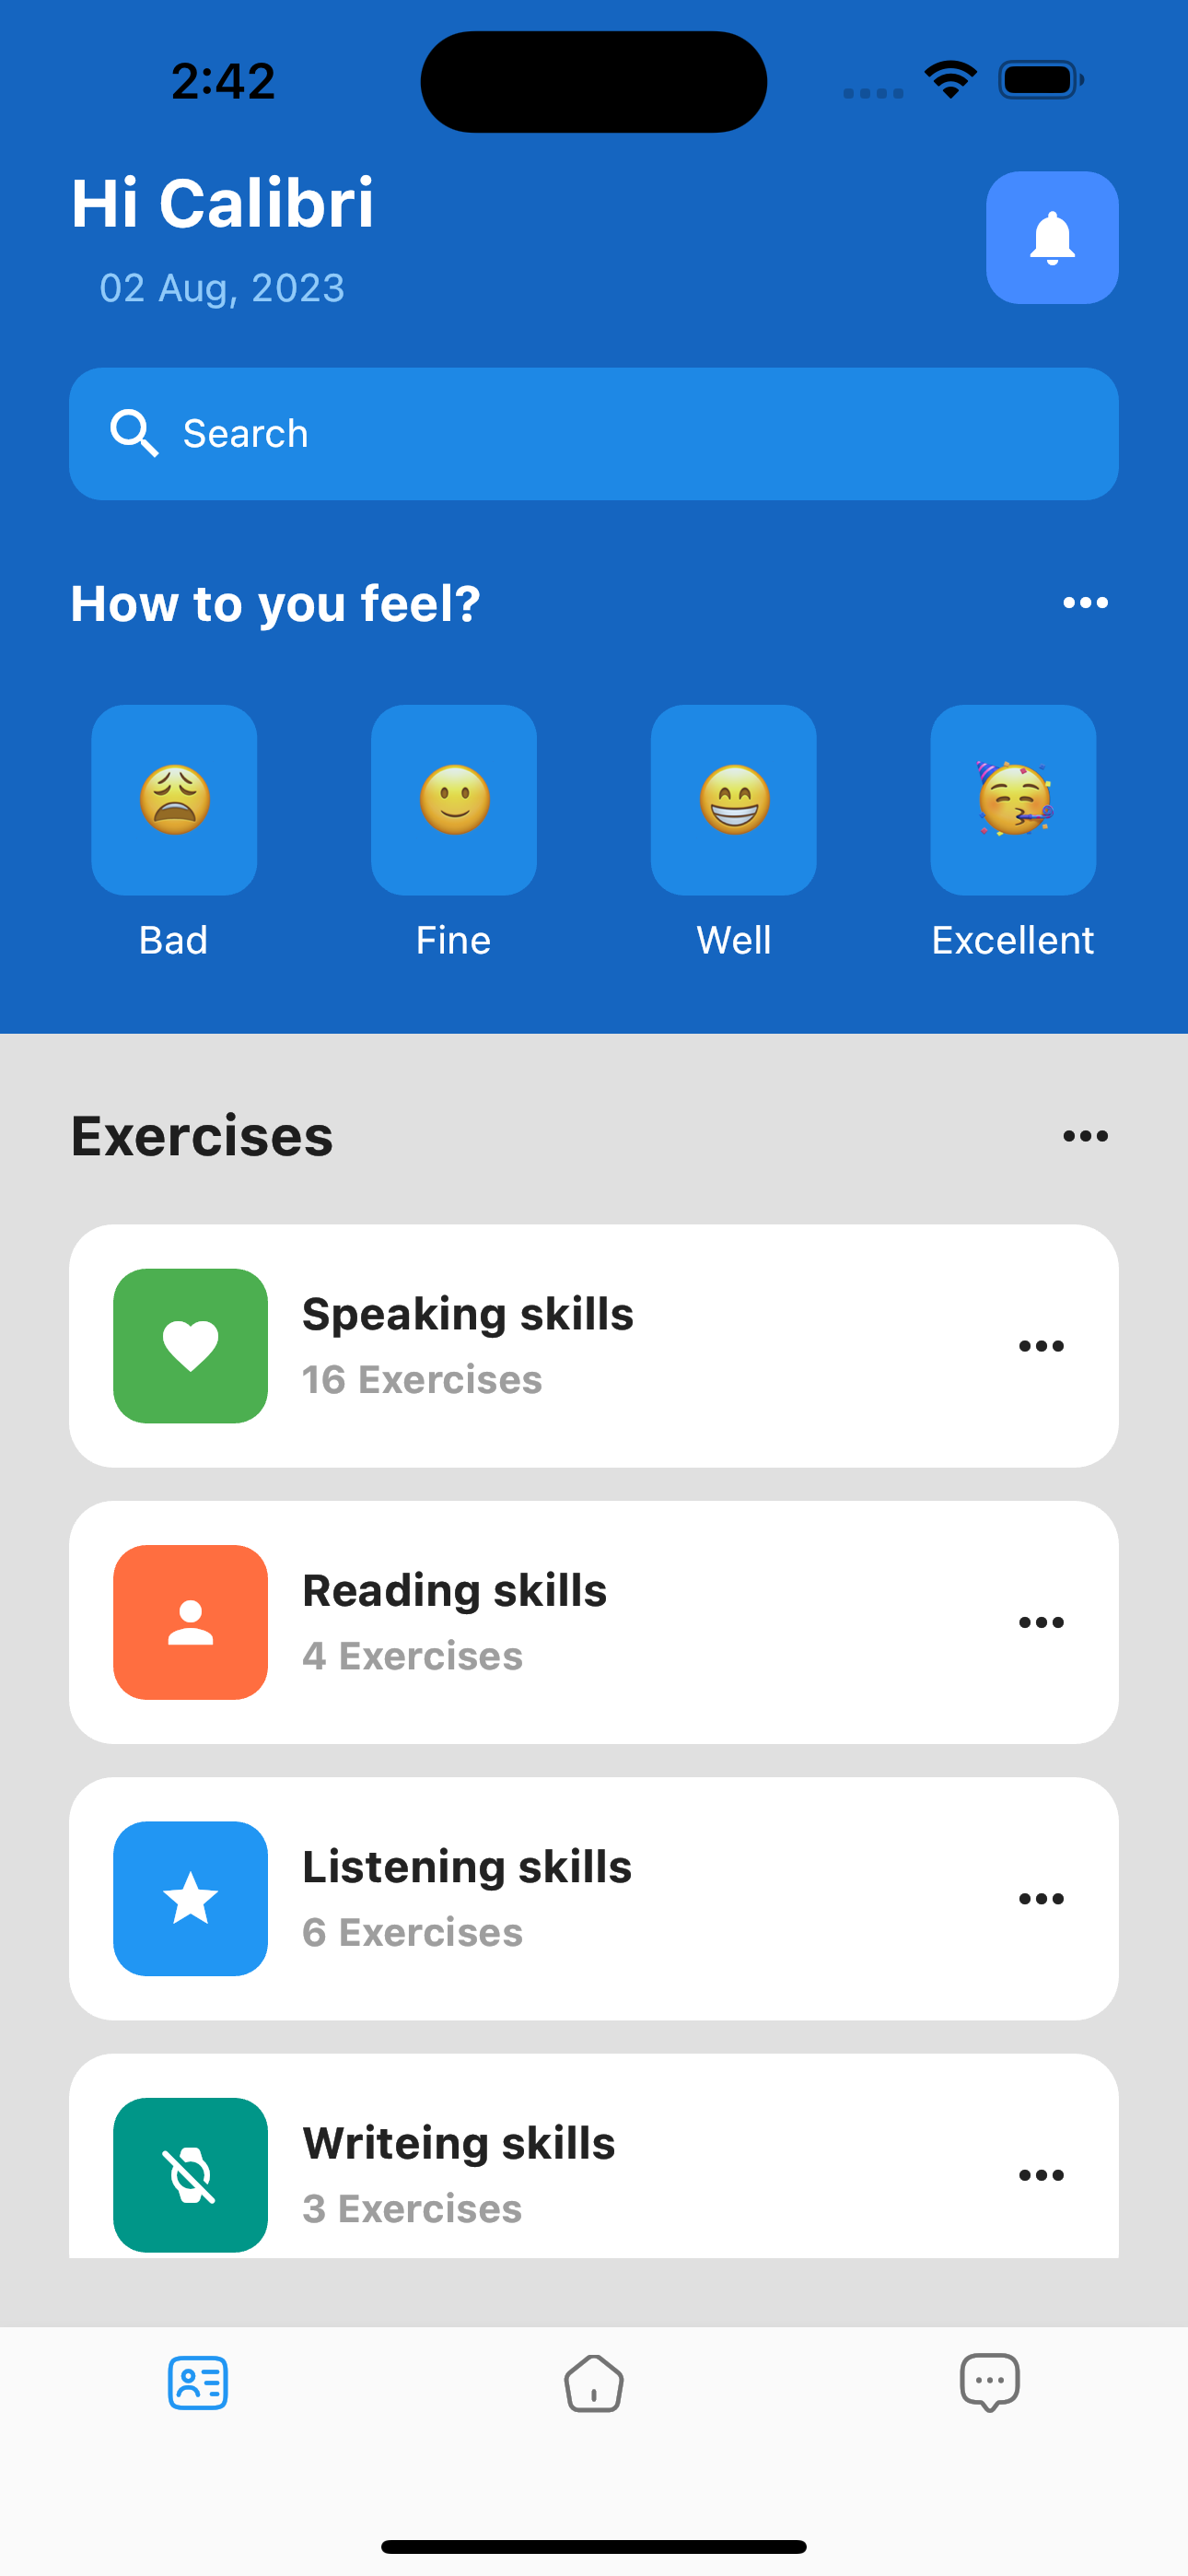 2:42
Hi Calibri
02 Aug, 2023
Search
How to you feel?
Bad
Fine
Well
Excellent
Exercises
Speaking skills
16 Exercises
Reading skills
4 Exercises
Listening skills
6 Exercises
Writeing skills
3 Exercises